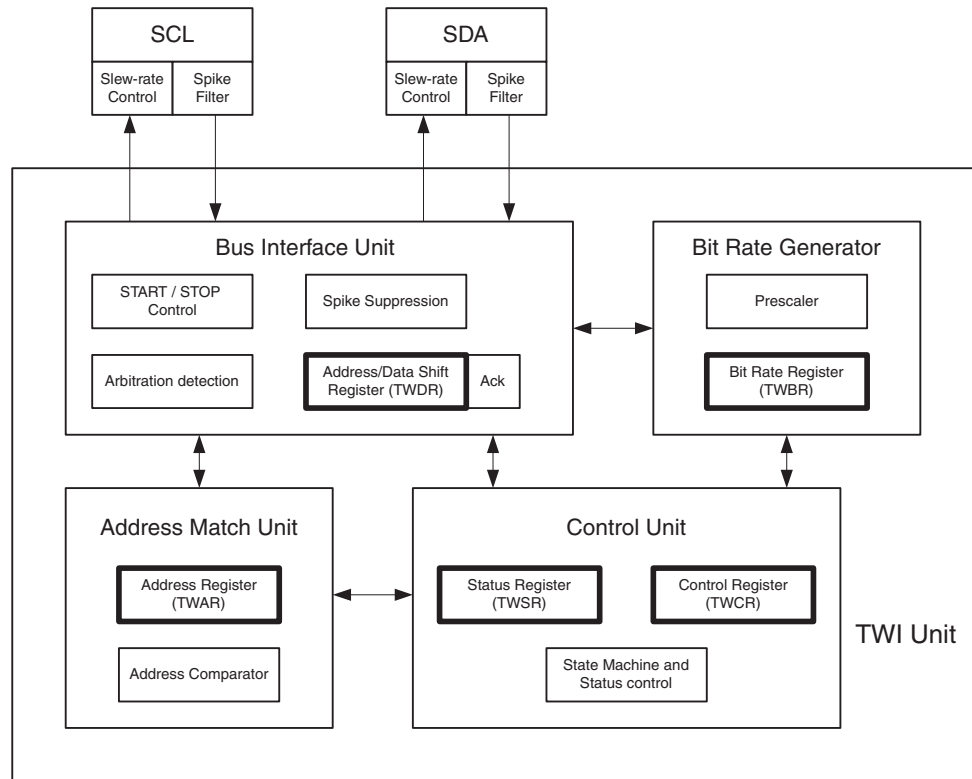 SCL
Slew-rate
Control
Spike
Filter
SDA
Slew-rate
Control
Spike
Filter
Bus Interface Unit
START / STOP
Control
Spike Suppression
Arbitration detection
Address/Data Shift
Register (TWDR)
Ack
Bit Rate Generator
Prescaler
Bit Rate Register
(TWBR)
Address Match Unit
Address Register
(TWAR)
Address Comparator
Control Unit
Status Register
(TWSR)
Control Register
(TWCR)
State Machine and
Status control
TWI Unit